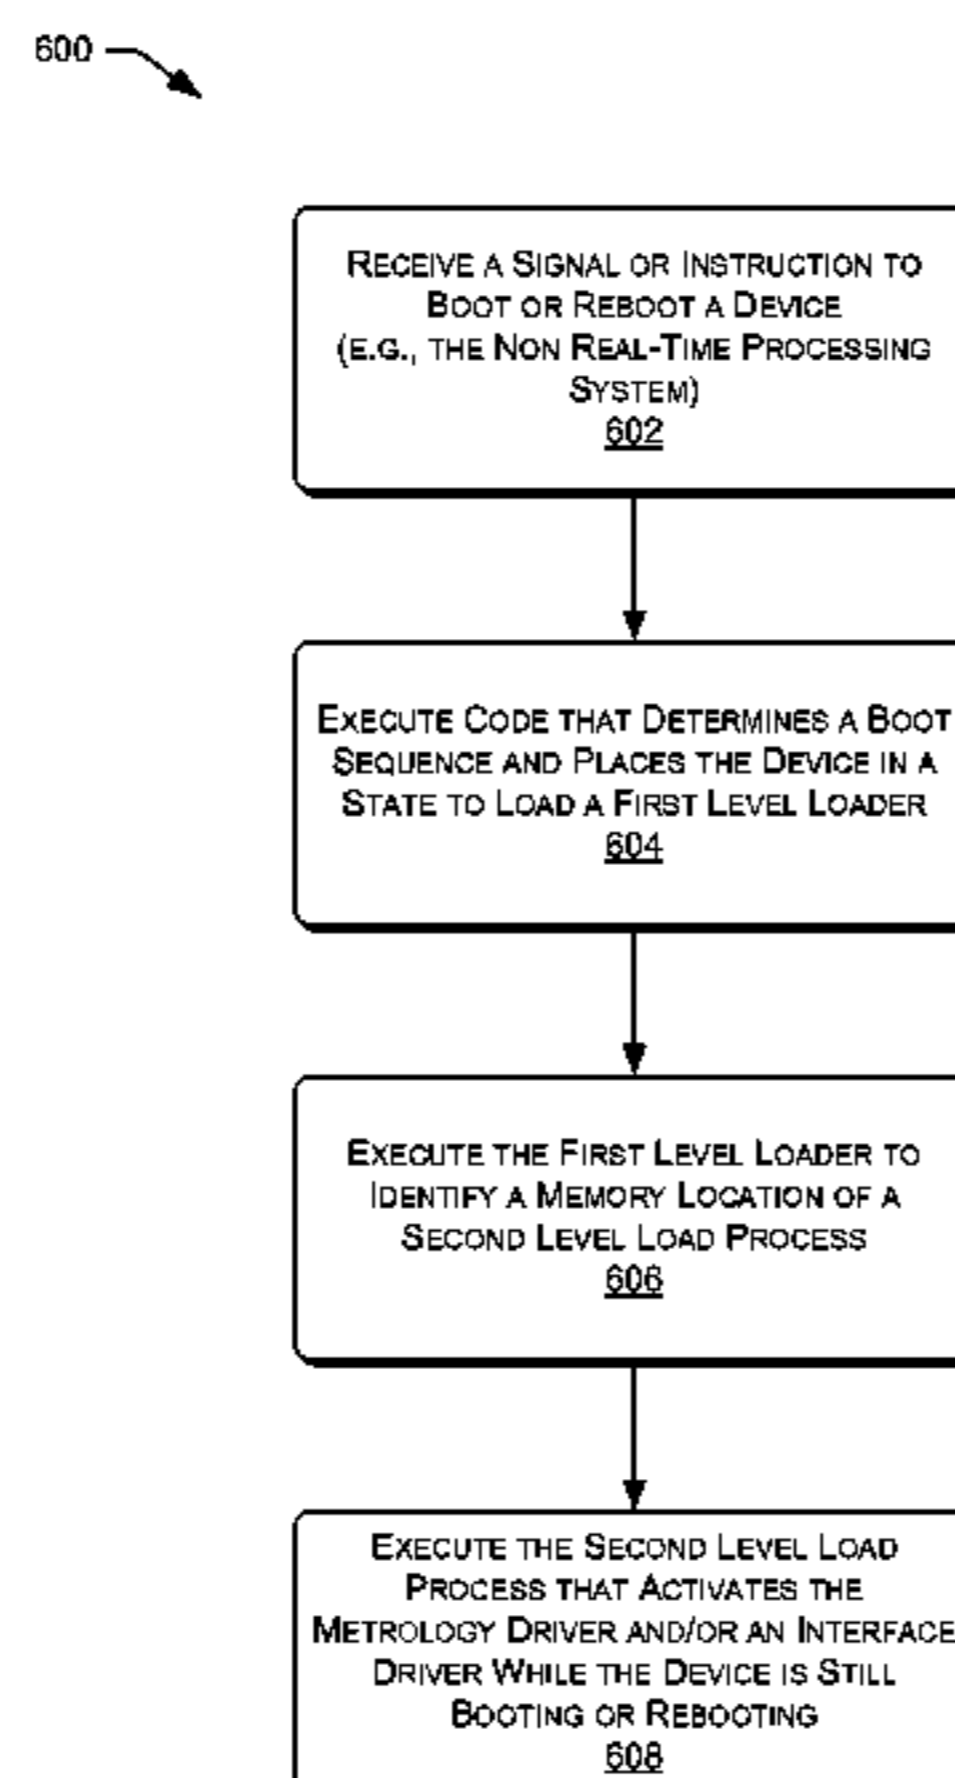 600
RECEIVE A SIGNAL OR INSTRUCTION TO
BOOT OR REBOOT A DEVICE
(E.G., THE NON REAL-TIME PROCESSING
SYSTEM)
602
EXECUTE CODE THAT DETERMINES A BOOT
SEQUENCE AND PLACES THE DEVICE IN A
STATE TO LOAD A FIRST LEVEL LOADER
604
EXECUTE THE FIRST LEVEL LOADER TO
IDENTIFY A MEMORY LOCATION OF A
SECOND LEVEL LOAD PROCESS
606
EXECUTE THE SECOND LEVEL LOAD
PROCESS THAT ACTIVATES THE
METROLOGY DRIVER AND/OR AN INTERFACE
DRIVER WHILE THE DEVICE IS STILL
BOOTING OR REBOOTING
608